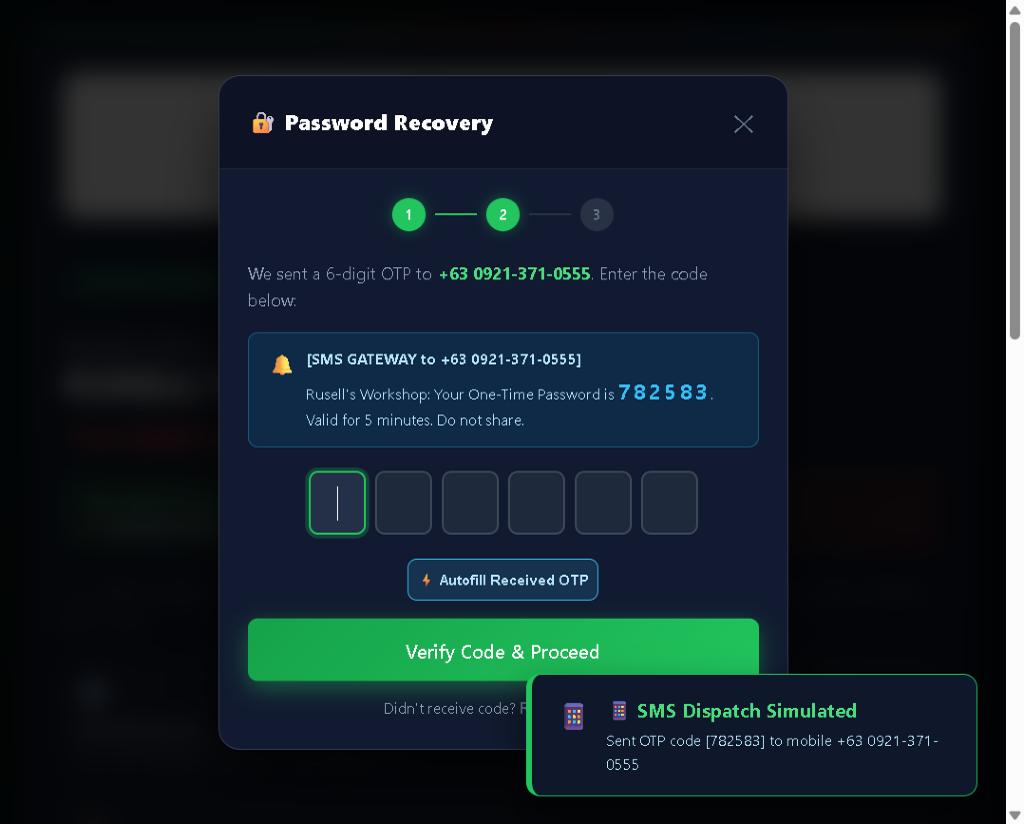 Password Recovery
1 2 3
We sent a 6-digit OTP to +63 0921-371-0555. Enter the code
below:
[SMS GATEWAY to +63 0921-371-0555]
Rusell's Workshop: Your One-Time Password is 782583.
Valid for 5 minutes. Do not share.
Autofill Received OTP
Verify Code & Proceed
Didn't receive code?
SMS Dispatch Simulated
Sent OTP code [782583] to mobile +63 0921-371-
0555